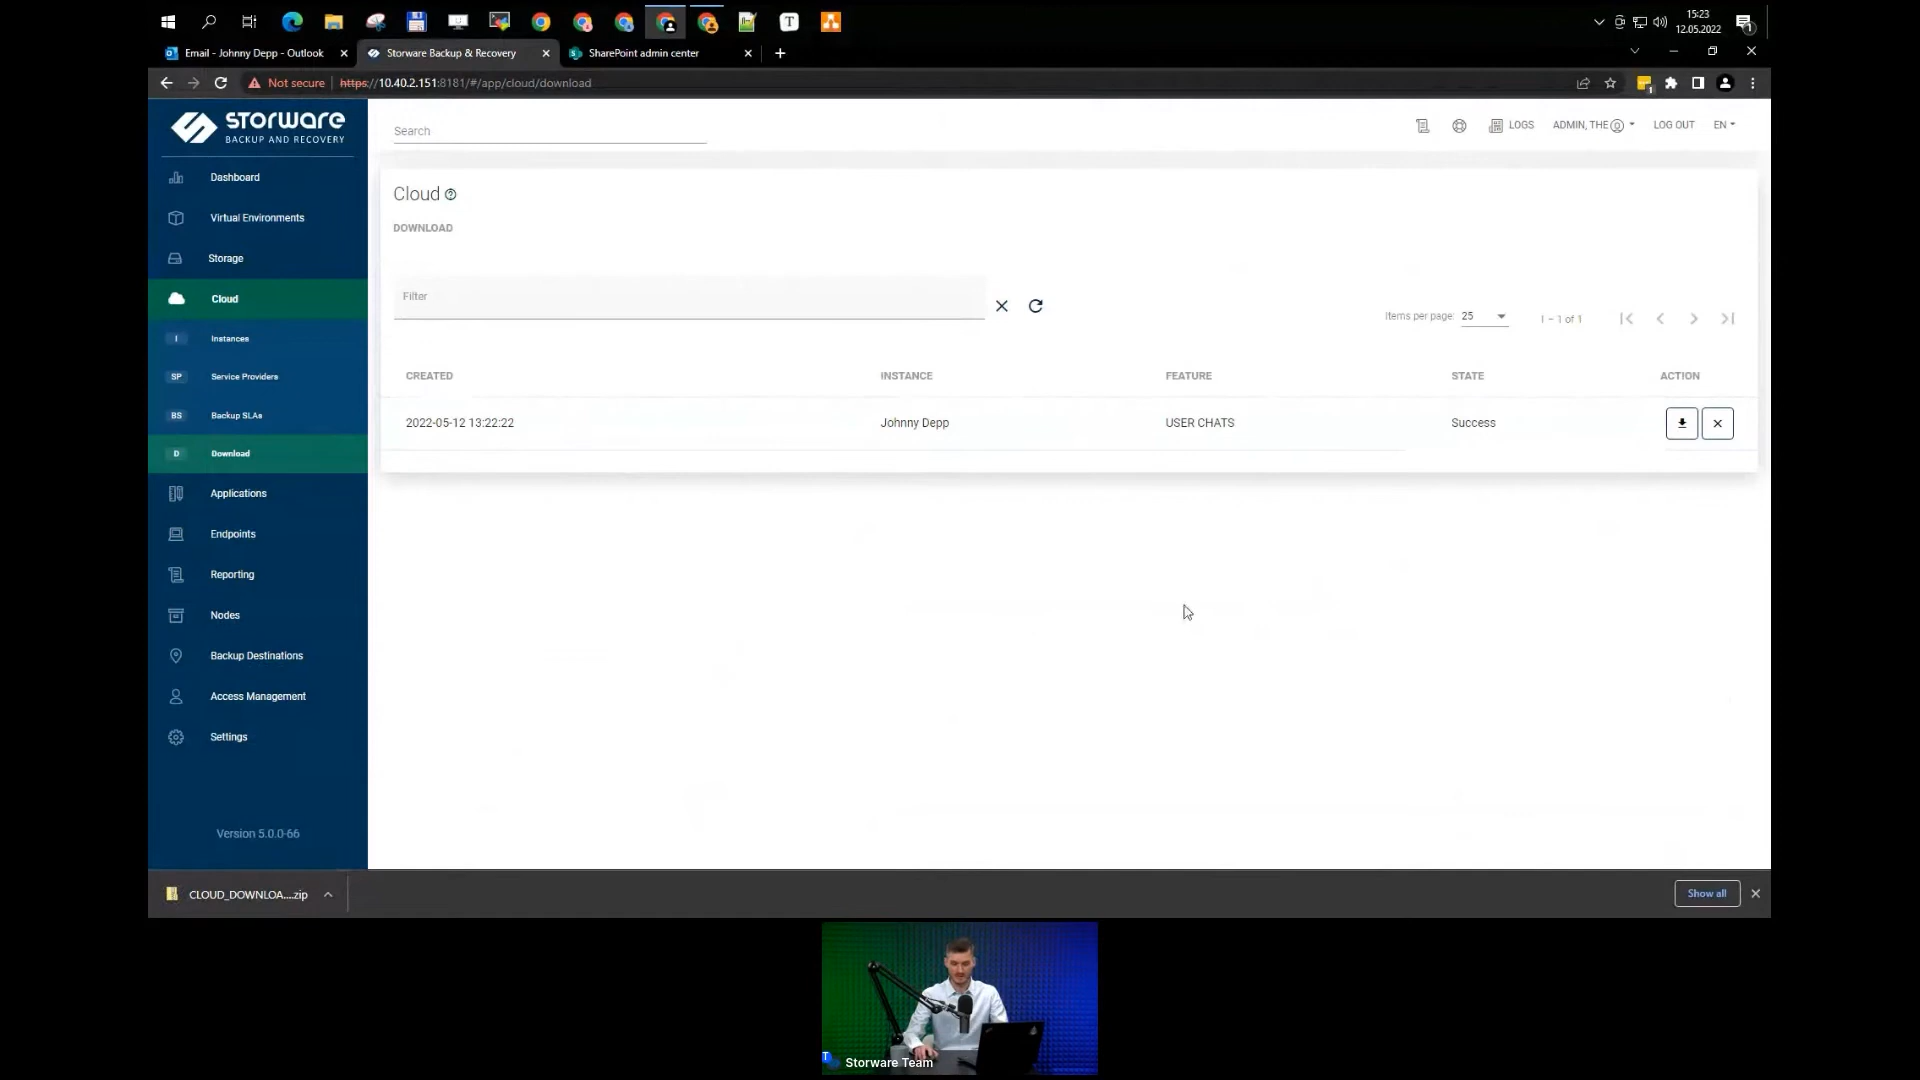 15:23
12.05.2022
1
Email - Johnny Depp - Outlook
Storware Backup & Recovery
SharePoint admin center
Not secure
https://10.40.2.151:8181/#/app/cloud/download
STORWARE
BACKUP AND RECOVERY
Search
LOGS
ADMIN, THE
LOG OUT
EN
Dashboard
Virtual Environments
Storage
Cloud
I Instances
SP Service Providers
BS Backup SLAs
D Download
Applications
Endpoints
Reporting
Nodes
Backup Destinations
Access Management
Settings
Version 5.0.0-66
Cloud
DOWNLOAD
Filter
Items per page: 25
1 – 1 of 1
CREATED INSTANCE FEATURE STATE ACTION
2022-05-12 13:22:22 Johnny Depp USER CHATS Success
CLOUD_DOWNLOA....zip
Show all
Storware Team